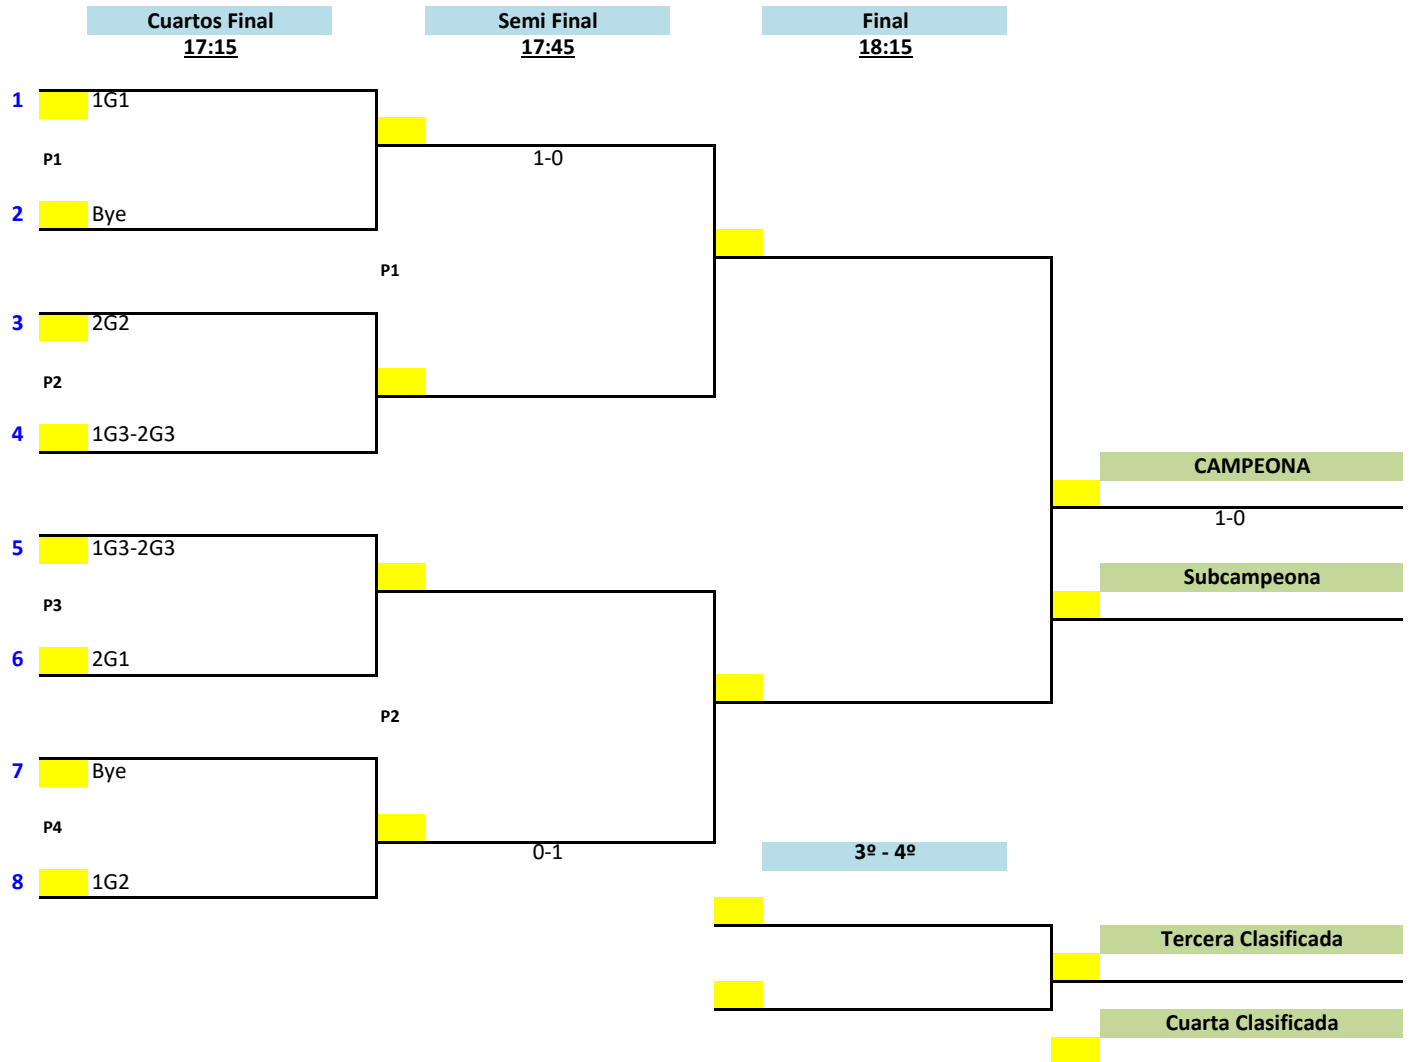 Cuartos Final Semi Final Final
17:15 17:45 18:15
1 1G1
P1 1-0
2 Bye
P1
3 2G2
P2
4 1G3-2G3
CAMPEONA
1-0
5 1G3-2G3
Subcampeona
P3
6 2G1
P2
7 Bye
P4
0-1 3º - 4º
8 1G2
Tercera Clasificada
Cuarta Clasificada